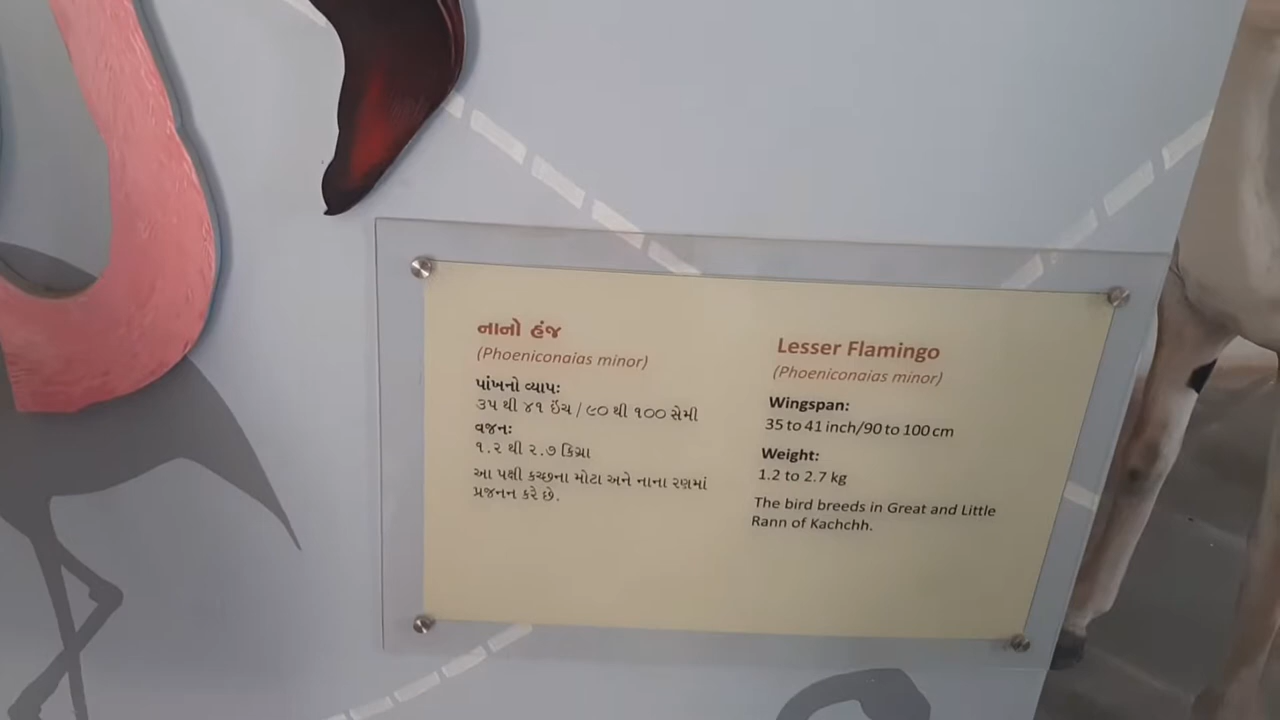 નાનો હંજ
(Phoeniconaias minor)
પાંખનો વ્યાપઃ
૩૫ થી ૪૧ ઇંચ / ૯૦ થી ૧૦૦ સેમી
વજનઃ
૧.૨ થી ૨.૭ કિગ્રા
આ પક્ષી કચ્છના મોટા અને નાના રણમાં
પ્રજનન કરે છે.
Lesser Flamingo
(Phoeniconaias minor)
Wingspan:
35 to 41 inch/90 to 100 cm
Weight:
1.2 to 2.7 kg
The bird breeds in Great and Little
Rann of Kachchh.